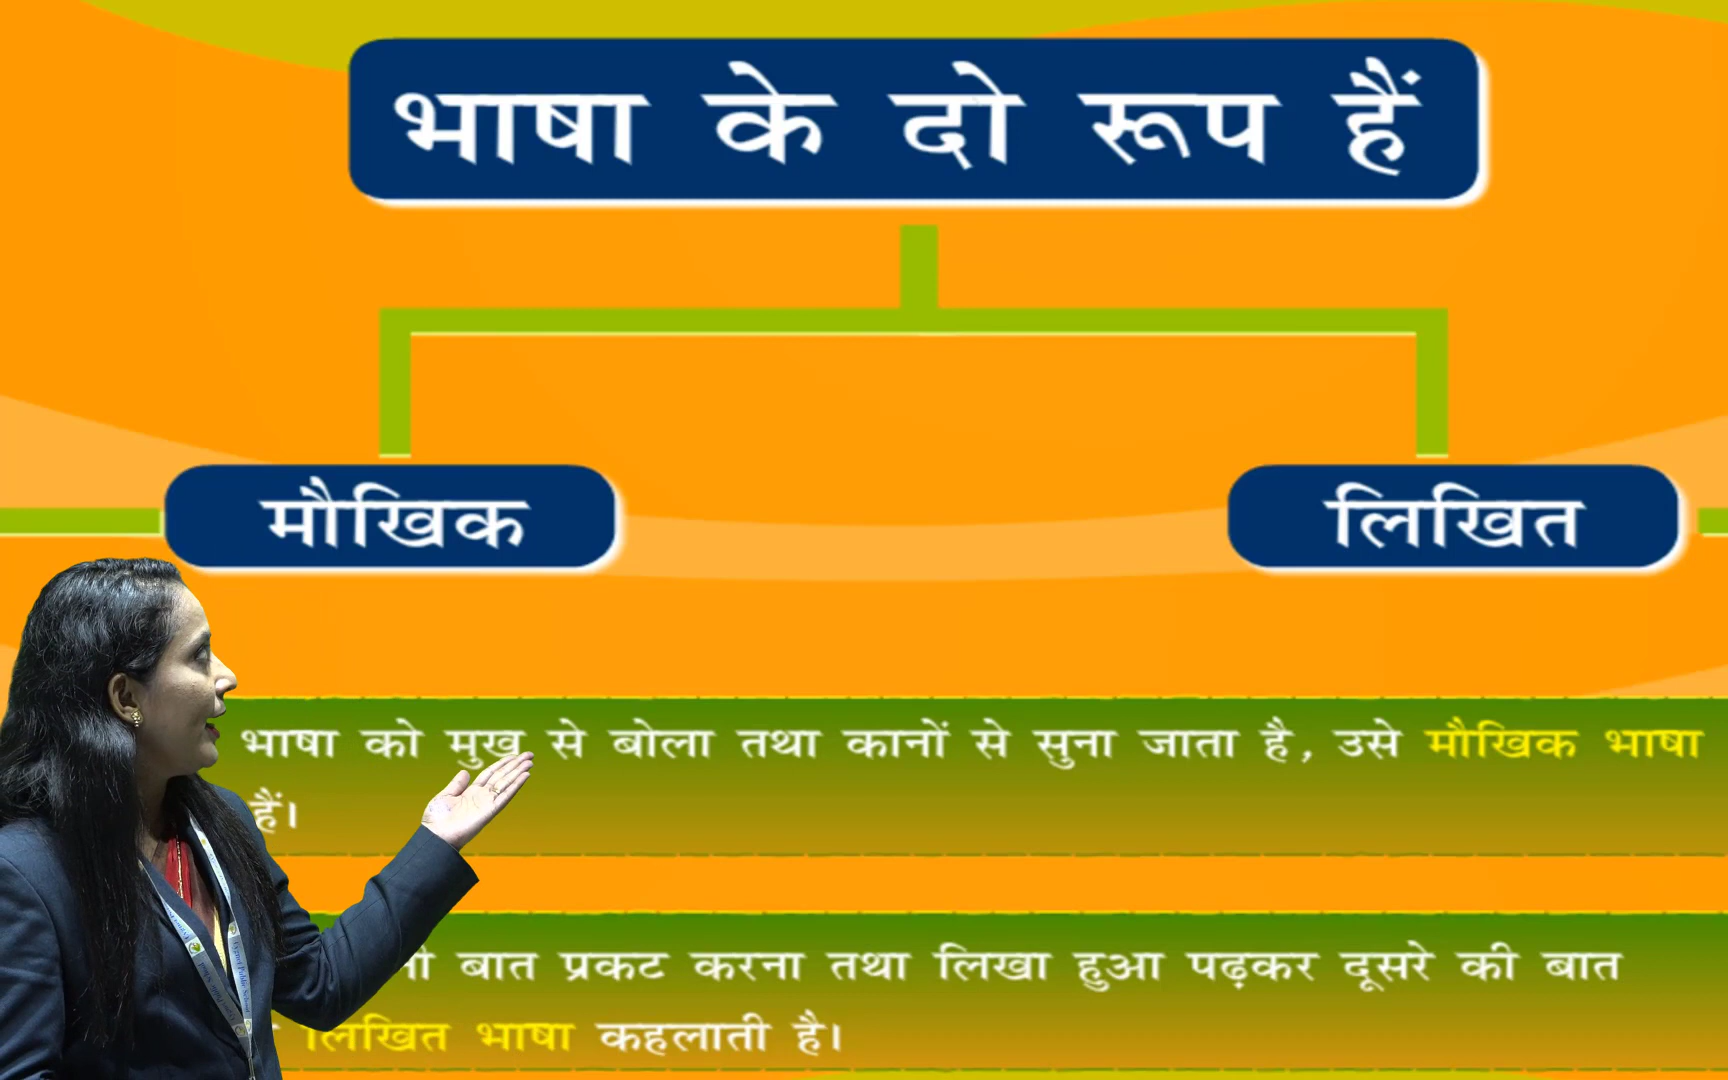 भाषा के दो रूप हैं
मौखिक
लिखित
भाषा को मुख से बोला तथा कानों से सुना जाता है, उसे मौखिक भाषा
हैं।
बात प्रकट करना तथा लिखा हुआ पढ़कर दूसरे की बात
लिखित भाषा कहलाती है।